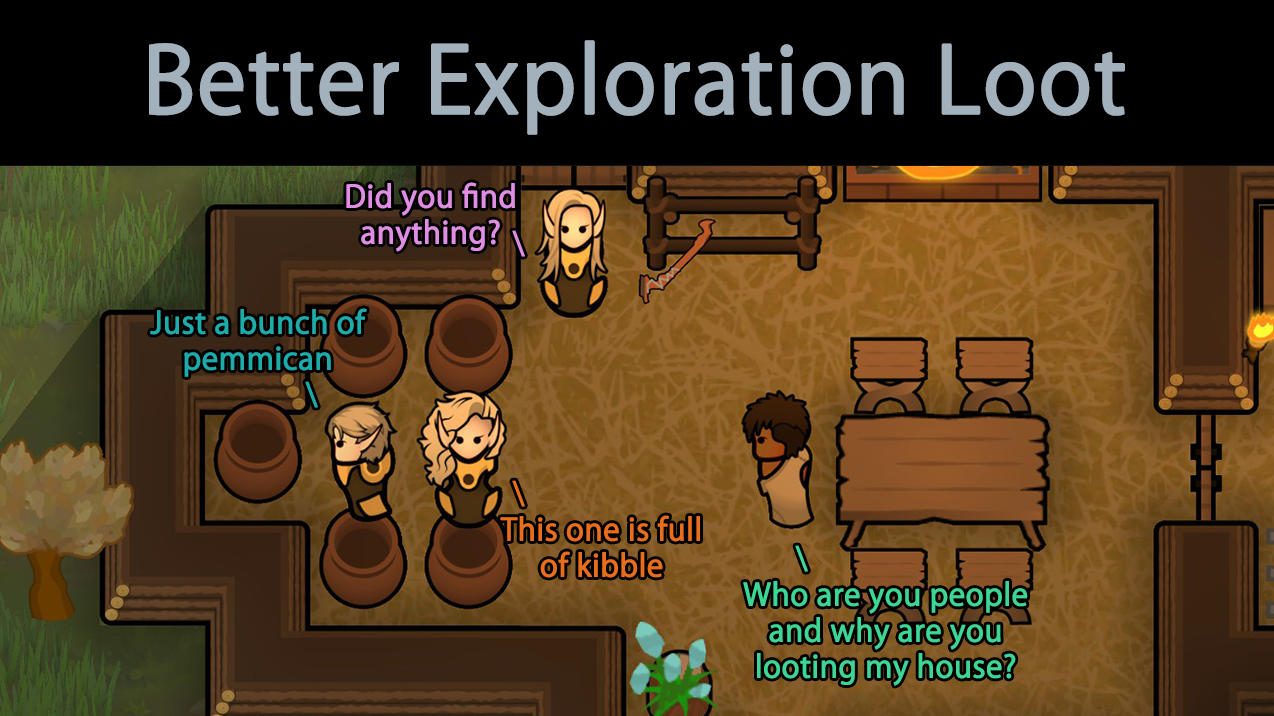 Better Exploration Loot
Did you find
anything?
Just a bunch of
pemmican
This one is full
of kibble
Who are you people
and why are you
looting my house?